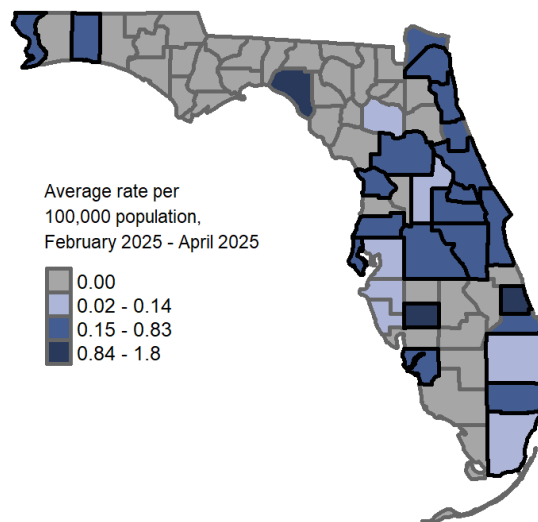 Average rate per
100,000 population,
February 2025 - April 2025
0.00
0.02 - 0.14
0.15 - 0.83
0.84 - 1.8